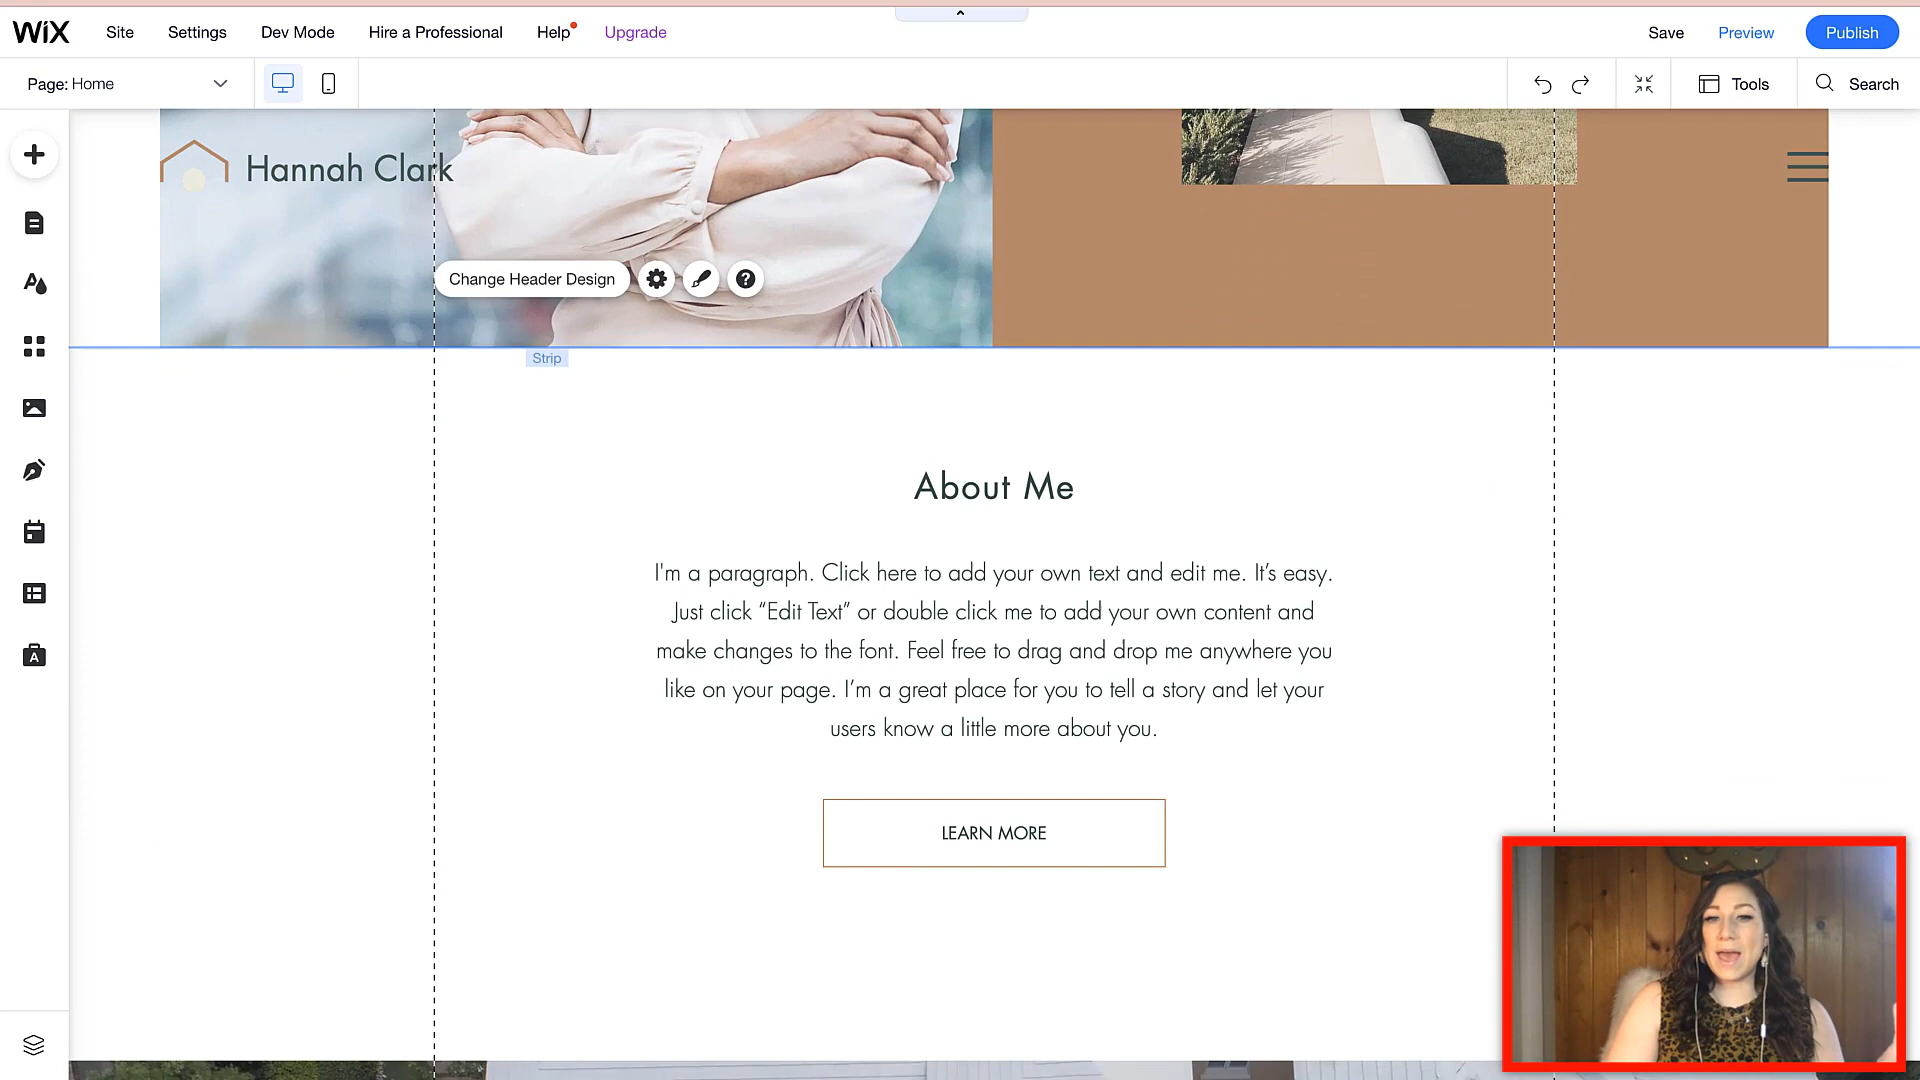 WiX Site Settings Dev Mode Hire a Professional Help Upgrade Save Preview Publish
Page: Home Tools Search
Hannah Clark
Change Header Design
Strip
About Me
I'm a paragraph. Click here to add your own text and edit me. It’s easy.
Just click “Edit Text” or double click me to add your own content and
make changes to the font. Feel free to drag and drop me anywhere you
like on your page. I’m a great place for you to tell a story and let your
users know a little more about you.
LEARN MORE